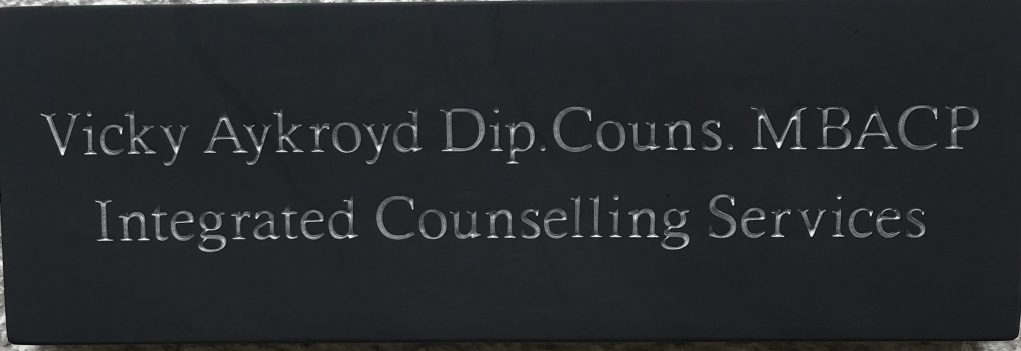 Vicky Aykroyd Dip.Couns. MBACP
Integrated Counselling Services